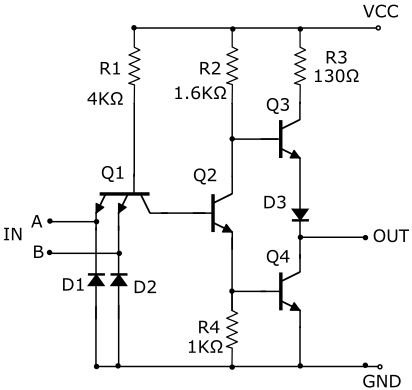 VCC
R1
4KΩ
R2
1.6KΩ
R3
130Ω
Q3
Q1
Q2
D3
A
IN
OUT
B
Q4
D1
D2
R4
1KΩ
GND